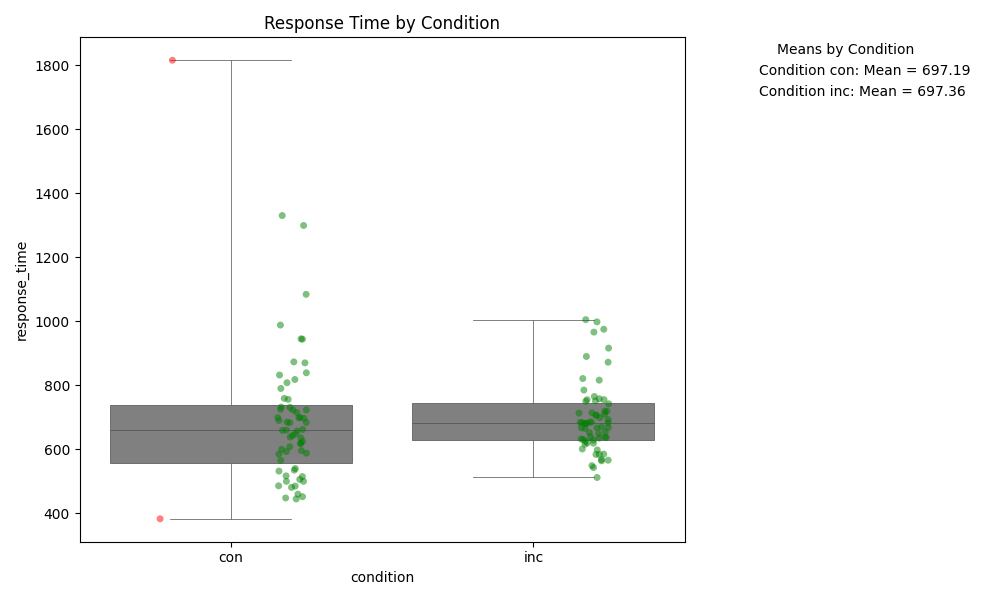 Response Time by Condition
Means by Condition
Condition con: Mean = 697.19
Condition inc: Mean = 697.36
1800
1600
1400
1200
1000
800
600
400
response_time
con
inc
condition